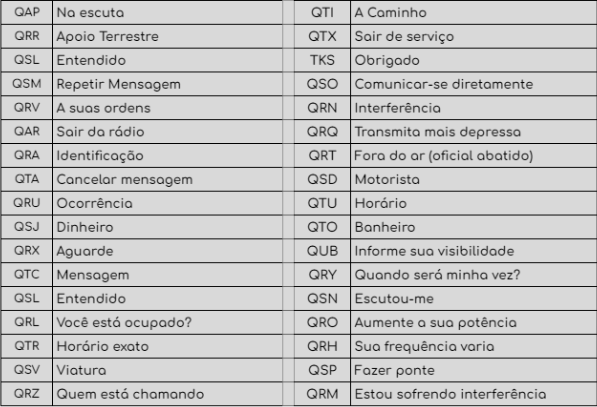 QAP Na escuta QTI A Caminho
QRR Apoio Terrestre QTX Sair de serviço
QSL Entendido TKS Obrigado
QSM Repetir Mensagem QSO Comunicar-se diretamente
QRV A suas ordens QRN Interferência
QAR Sair da rádio QRQ Transmita mais depressa
QRA Identificação QRT Fora do ar (oficial abatido)
QTA Cancelar mensagem QSD Motorista
QRU Ocorrência QTU Horário
QSJ Dinheiro QTO Banheiro
QRX Aguarde QUB Informe sua visibilidade
QTC Mensagem QRY Quando será minha vez?
QSL Entendido QSN Escutou-me
QRL Você está ocupado? QRO Aumente a sua potência
QTR Horário exato QRH Sua frequência varia
QSV Viatura QSP Fazer ponte
QRZ Quem está chamando QRM Estou sofrendo interferência